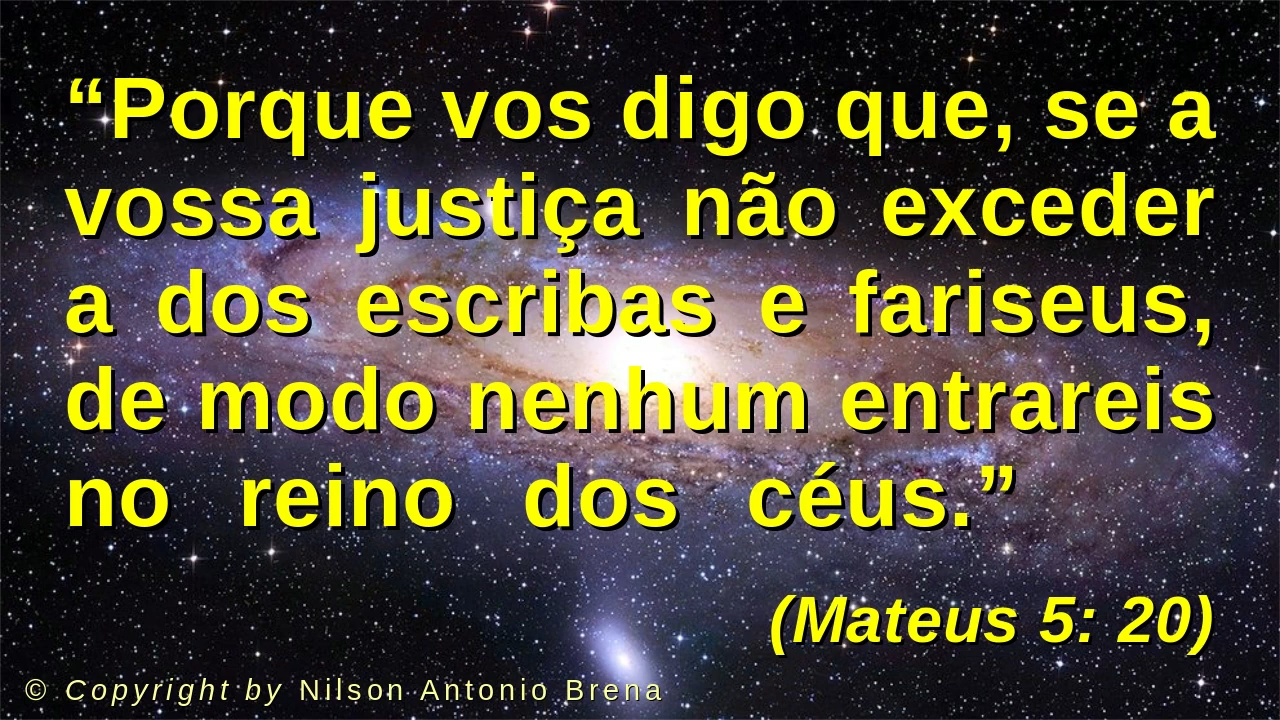 “Porque vos digo que, se a
vossa justiça não exceder
a dos escribas e fariseus,
de modo nenhum entrareis
no reino dos céus.”
(Mateus 5: 20)
© Copyright by Nilson Antonio Brena